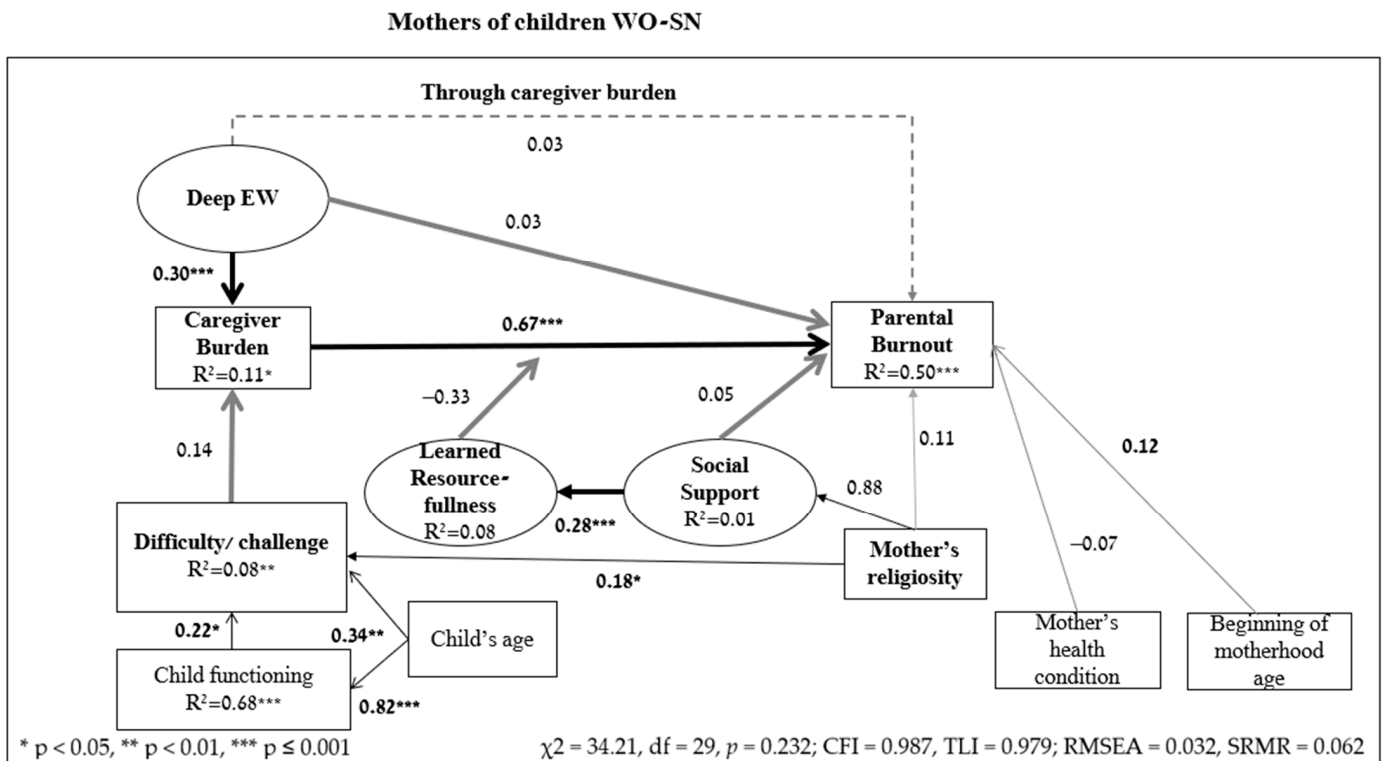 Mothers of children WO-SN
Through caregiver burden
0.03
Deep EW
0.03
0.30***
Caregiver
Burden
R²=0.11*
0.67***
Parental
Burnout
R²=0.50***
−0.33
0.05
0.14
0.11
0.12
Learned
Resource-
fullness
R²=0.08
Social
Support
R²=0.01
0.28***
0.88
Difficulty/ challenge
R²=0.08**
Mother's
religiosity
−0.07
0.18*
0.22*
0.34**
Child's age
Mother's
health
condition
Beginning of
motherhood
age
Child functioning
R²=0.68***
0.82***
* p < 0.05, ** p < 0.01, *** p ≤ 0.001
χ2 = 34.21, df = 29, p = 0.232; CFI = 0.987, TLI = 0.979; RMSEA = 0.032, SRMR = 0.062